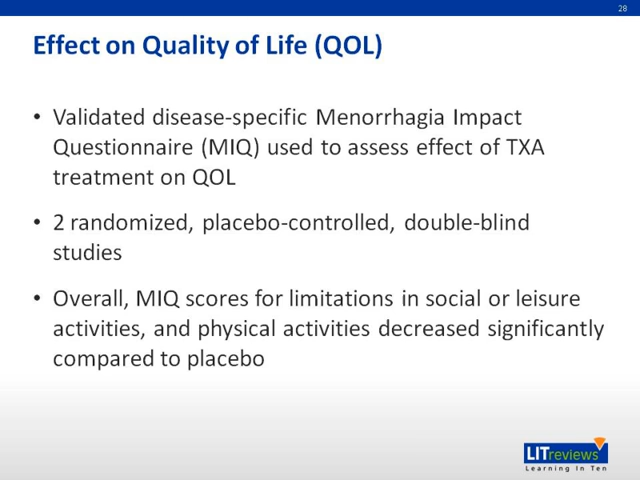 28
Effect on Quality of Life (QOL)
• Validated disease-specific Menorrhagia Impact
Questionnaire (MIQ) used to assess effect of TXA
treatment on QOL
• 2 randomized, placebo-controlled, double-blind
studies
• Overall, MIQ scores for limitations in social or leisure
activities, and physical activities decreased significantly
compared to placebo
LITreviews
Learning In Ten